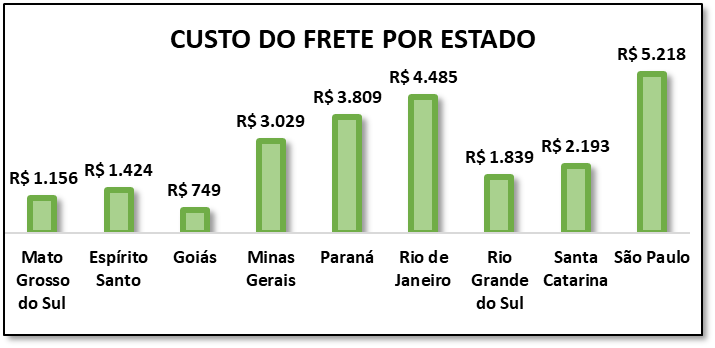 CUSTO DO FRETE POR ESTADO
R$ 1.156
R$ 1.424
R$ 749
R$ 3.029
R$ 3.809
R$ 4.485
R$ 1.839
R$ 2.193
R$ 5.218
Mato
Grosso
do Sul
Espírito
Santo
Goiás
Minas
Gerais
Paraná
Rio de
Janeiro
Rio
Grande
do Sul
Santa
Catarina
São Paulo